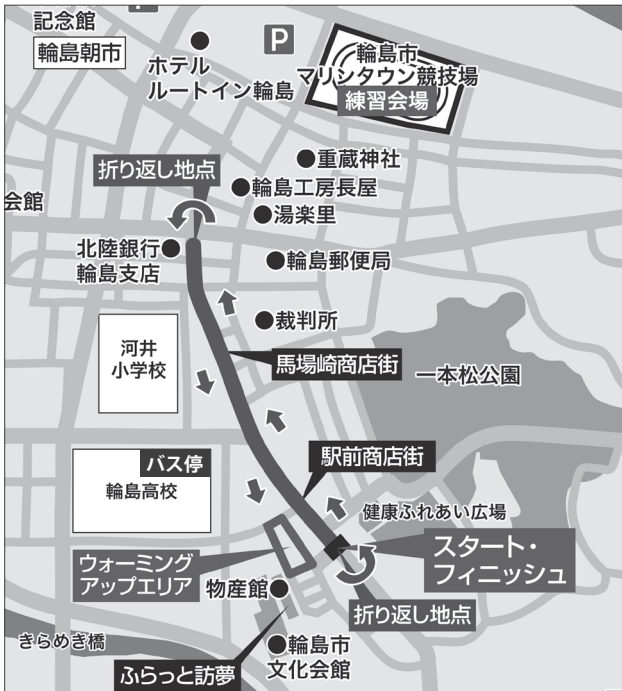 P
記念館
輪島朝市
P
ホテル
ルートイン輪島
輪島市
マリンタウン競技場
練習会場
折り返し地点
重蔵神社
輪島工房長屋
会館
湯楽里
北陸銀行
輪島支店
輪島郵便局
裁判所
河井
小学校
馬場崎商店街
一本松公園
駅前商店街
バス停
輪島高校
健康ふれあい広場
スタート・
フィニッシュ
ウォーミング
アップエリア
物産館
折り返し地点
きらめき橋
輪島市
文化会館
ふらっと訪夢